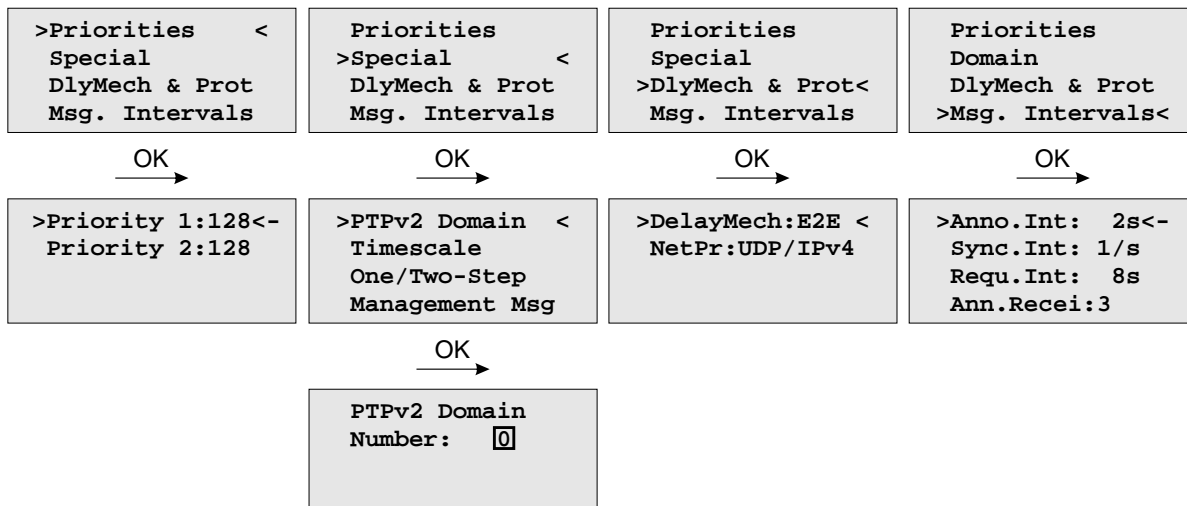 >Priorities <
Special
DlyMech & Prot
Msg. Intervals
Priorities
>Special <
DlyMech & Prot
Msg. Intervals
Priorities
Special
>DlyMech & Prot<
Msg. Intervals
Priorities
Domain
DlyMech & Prot
>Msg. Intervals<
OK
OK
OK
OK
>Priority 1:128<-
Priority 2:128
>PTPv2 Domain <
Timescale
One/Two-Step
Management Msg
>DelayMech:E2E <
NetPr:UDP/IPv4
>Anno.Int: 2s<-
Sync.Int: 1/s
Requ.Int: 8s
Ann.Recei:3
OK
PTPv2 Domain
Number: 0